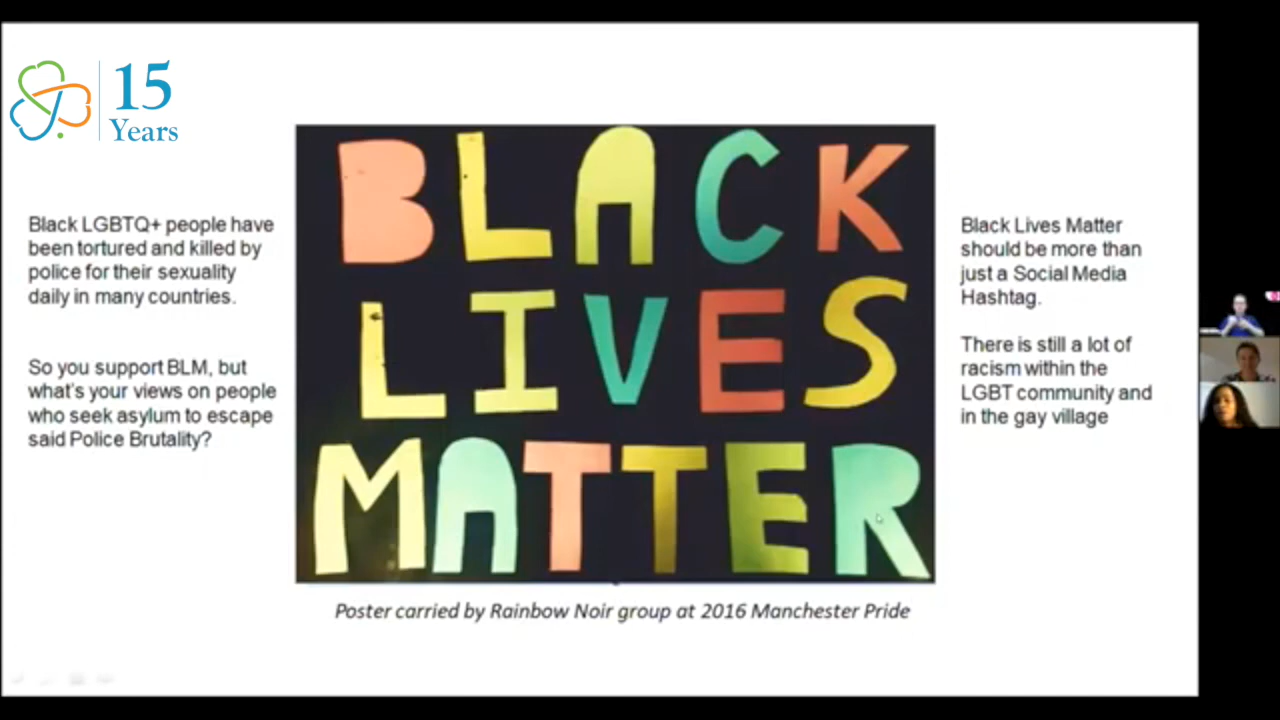 15
Years
Black LGBTQ+ people have
been tortured and killed by
police for their sexuality
daily in many countries.
So you support BLM, but
what's your views on people
who seek asylum to escape
said Police Brutality?
BLACK
LIVES
MATTER
Poster carried by Rainbow Noir group at 2016 Manchester Pride
Black Lives Matter
should be more than
just a Social Media
Hashtag.
There is still a lot of
racism within the
LGBT community and
in the gay village